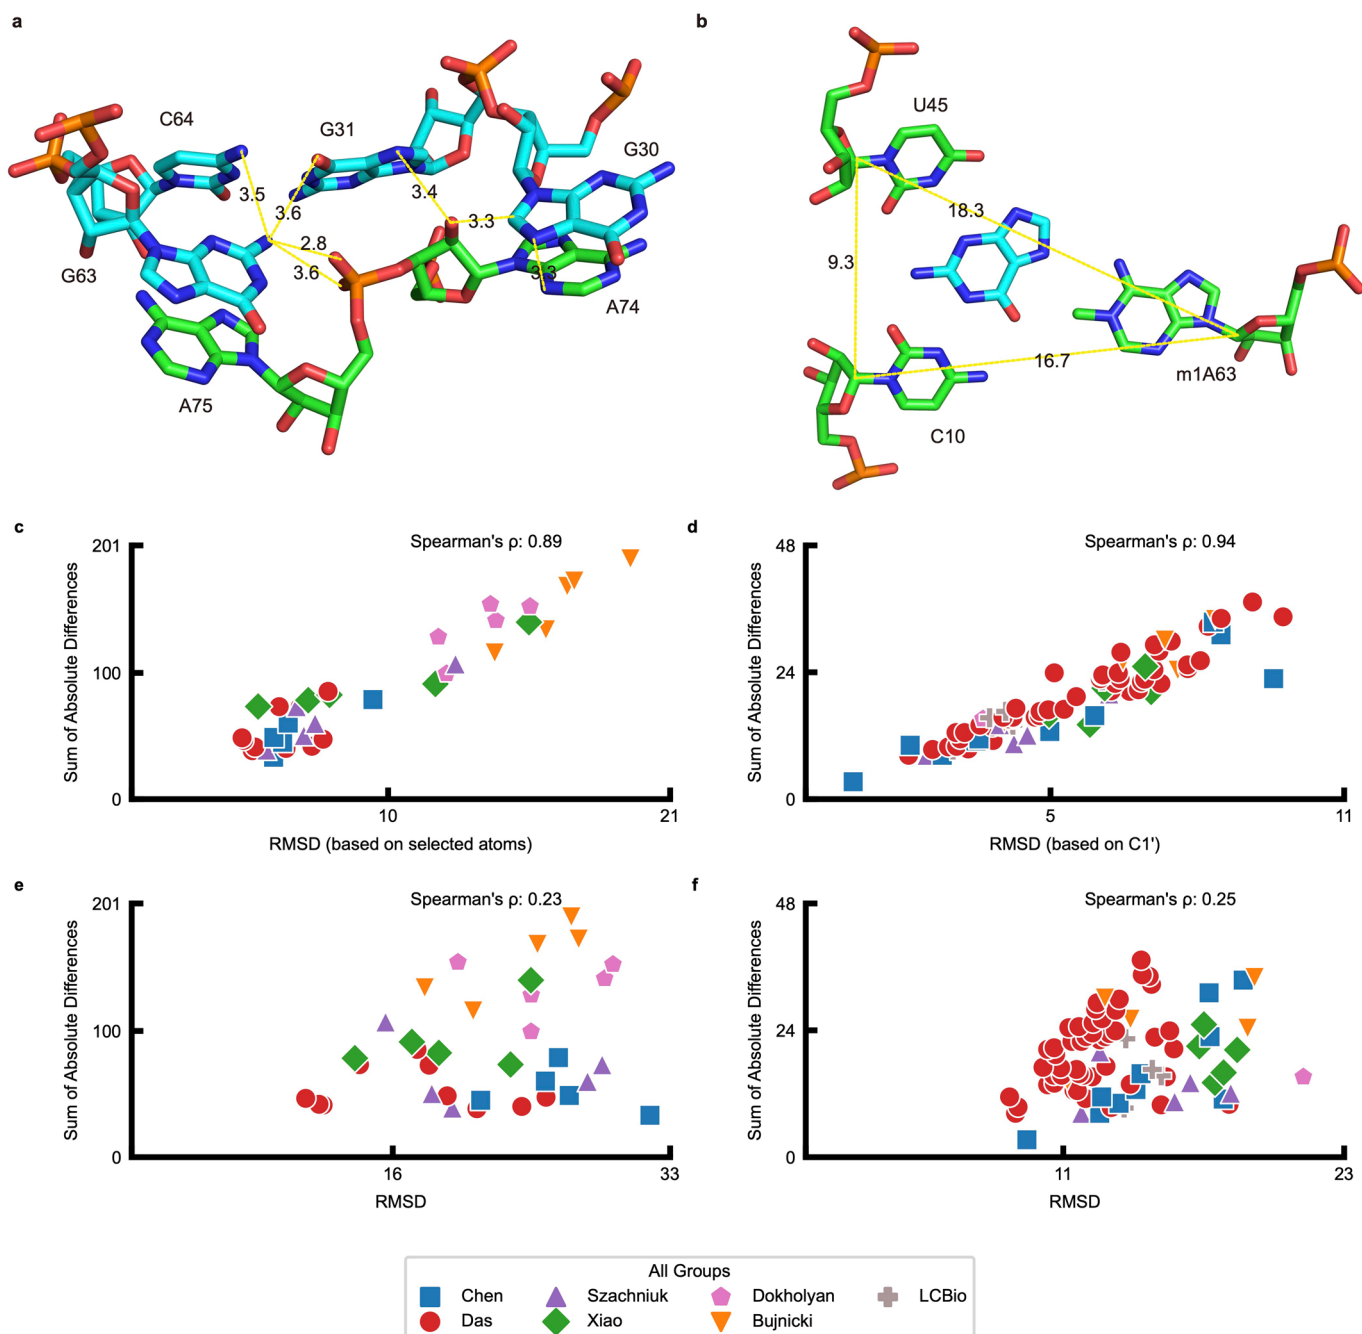 a
b
C64
G31
G30
G63
A75
A74
3.5
3.6
3.4
3.3
2.8
3.6
3.3
U45
18.3
9.3
16.7
m1A63
C10
c
Spearman's ρ: 0.89
201
100
0
10
21
Sum of Absolute Differences
RMSD (based on selected atoms)
d
Spearman's ρ: 0.94
48
24
0
5
11
Sum of Absolute Differences
RMSD (based on C1')
e
Spearman's ρ: 0.23
201
100
0
16
33
Sum of Absolute Differences
RMSD
f
Spearman's ρ: 0.25
48
24
0
11
23
Sum of Absolute Differences
RMSD
All Groups
Chen
Szachniuk
Dokholyan
LCBio
Das
Xiao
Bujnicki